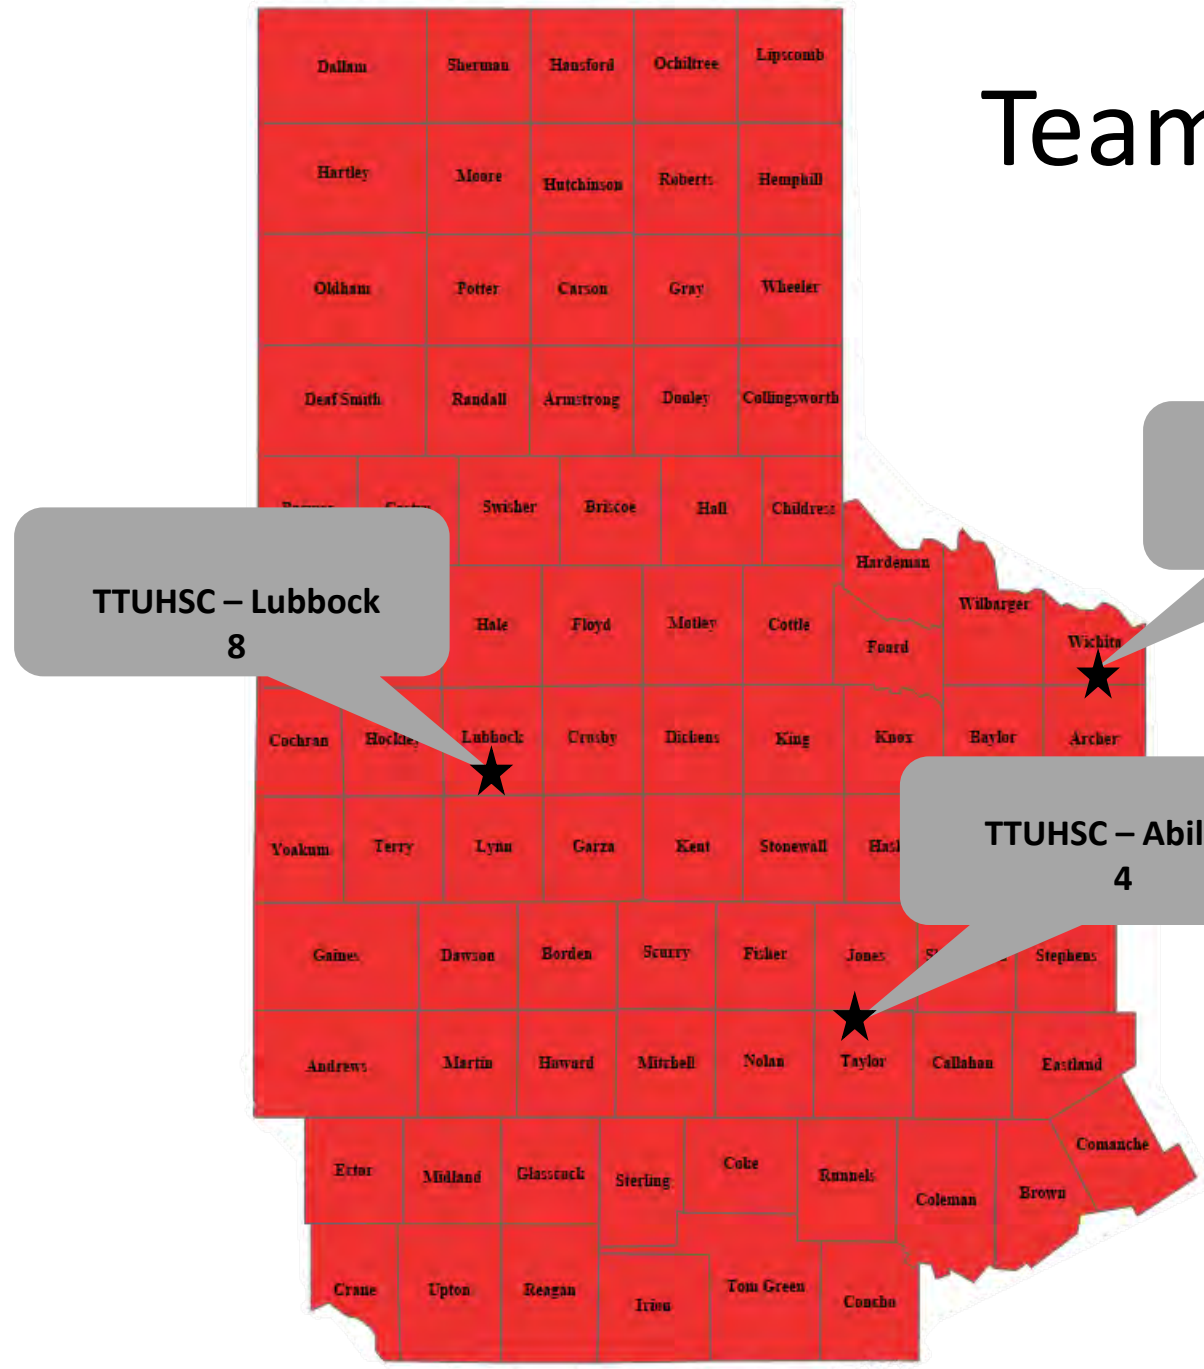 Team
Dallam Sherman Hansford Ochiltree Lipscomb
Hartley Moore Hutchinson Roberts Hemphill
Oldham Potter Carson Gray Wheeler
Deaf Smith Randall Armstrong Donley Collingsworth
Swisher Briscoe Hall Childress
Hardeman
TTUHSC – Lubbock
8
Hale Floyd Motley Cottle Foard Wilbarger Wichita
Cochran Hockley Lubbock Crosby Dickens King Knox Baylor Archer
Yoakum Terry Lynn Garza Kent Stonewall Hask
TTUHSC – Abil
4
Gaines Dawson Borden Scurry Fisher Jones Stephens
Andrews Martin Howard Mitchell Nolan Taylor Callahan Eastland
Comanche
Ector Midland Glasscock Sterling Coke Runnels Coleman Brown
Crane Upton Reagan Irion Tom Green Concho